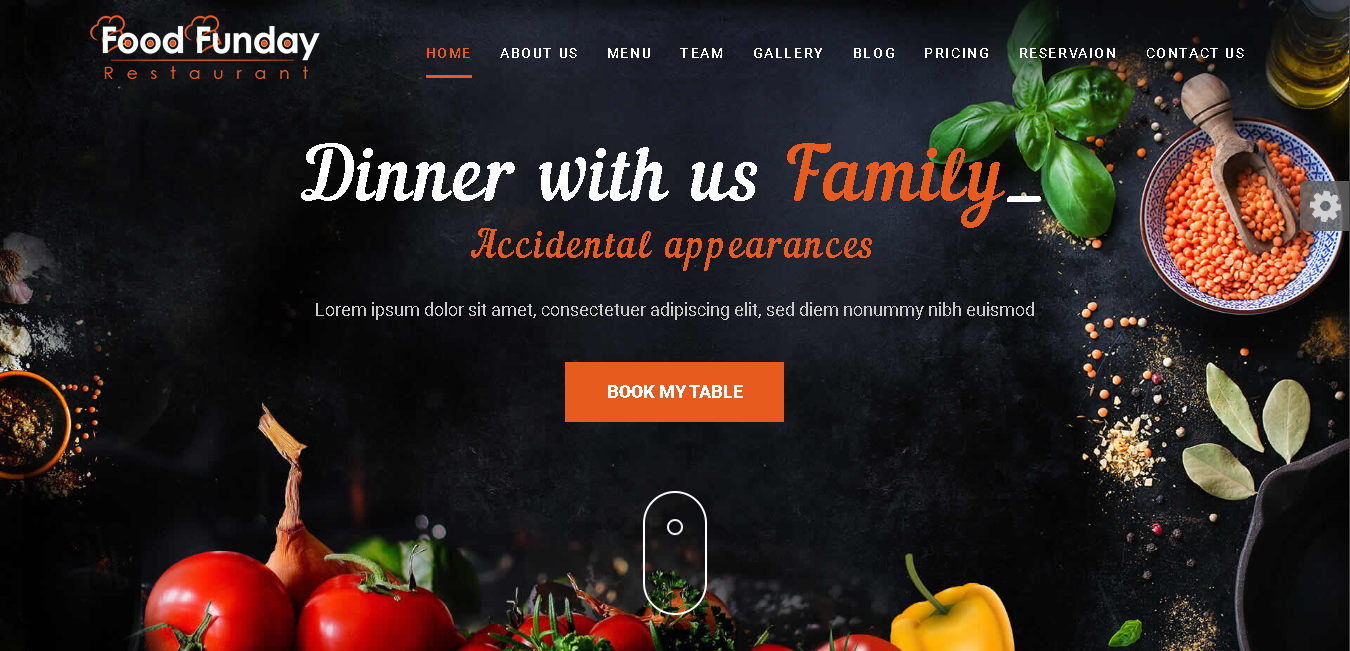 Food Funday
Restaurant
HOME ABOUT US MENU TEAM GALLERY BLOG PRICING RESERVAION CONTACT US
Dinner with us Family_
Accidental appearances
Lorem ipsum dolor sit amet, consectetuer adipiscing elit, sed diem nonummy nibh euismod
BOOK MY TABLE